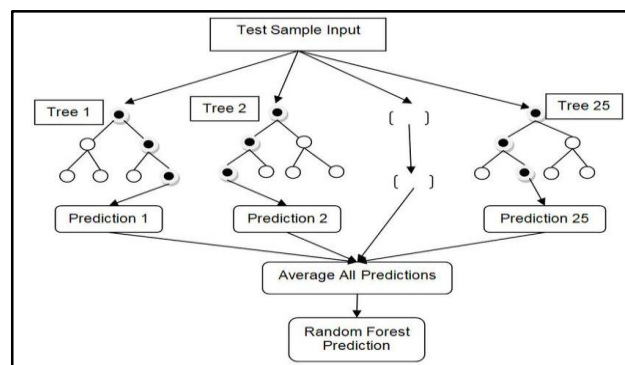 Test Sample Input
Tree 1
Tree 2
Tree 25
Prediction 1
Prediction 2
Prediction 25
Average All Predictions
Random Forest
Prediction